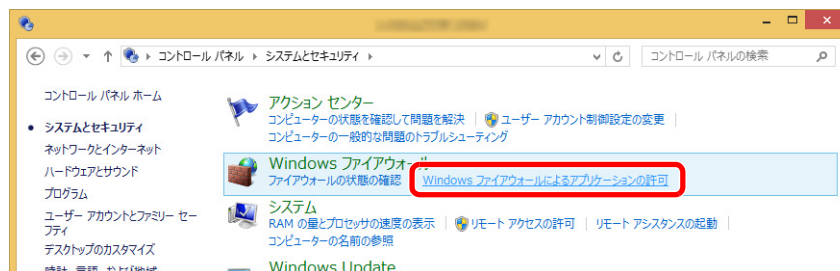 コントロール パネル ▸ システムとセキュリティ ▸
コントロール パネルの検索
コントロール パネル ホーム
システムとセキュリティ
ネットワークとインターネット
ハードウェアとサウンド
プログラム
ユーザー アカウントとファミリー セー
フティ
デスクトップのカスタマイズ
時計、言語、および地域
アクション センター
コンピューターの状態を確認して問題を解決 ユーザー アカウント制御設定の変更
コンピューターの一般的な問題のトラブルシューティング
Windows ファイアウォール
ファイアウォールの状態の確認 Windows ファイアウォールによるアプリケーションの許可
システム
RAM の量とプロセッサの速度の表示 リモート アクセスの許可 リモート アシスタンスの起動
コンピューターの名前の参照
Windows Update